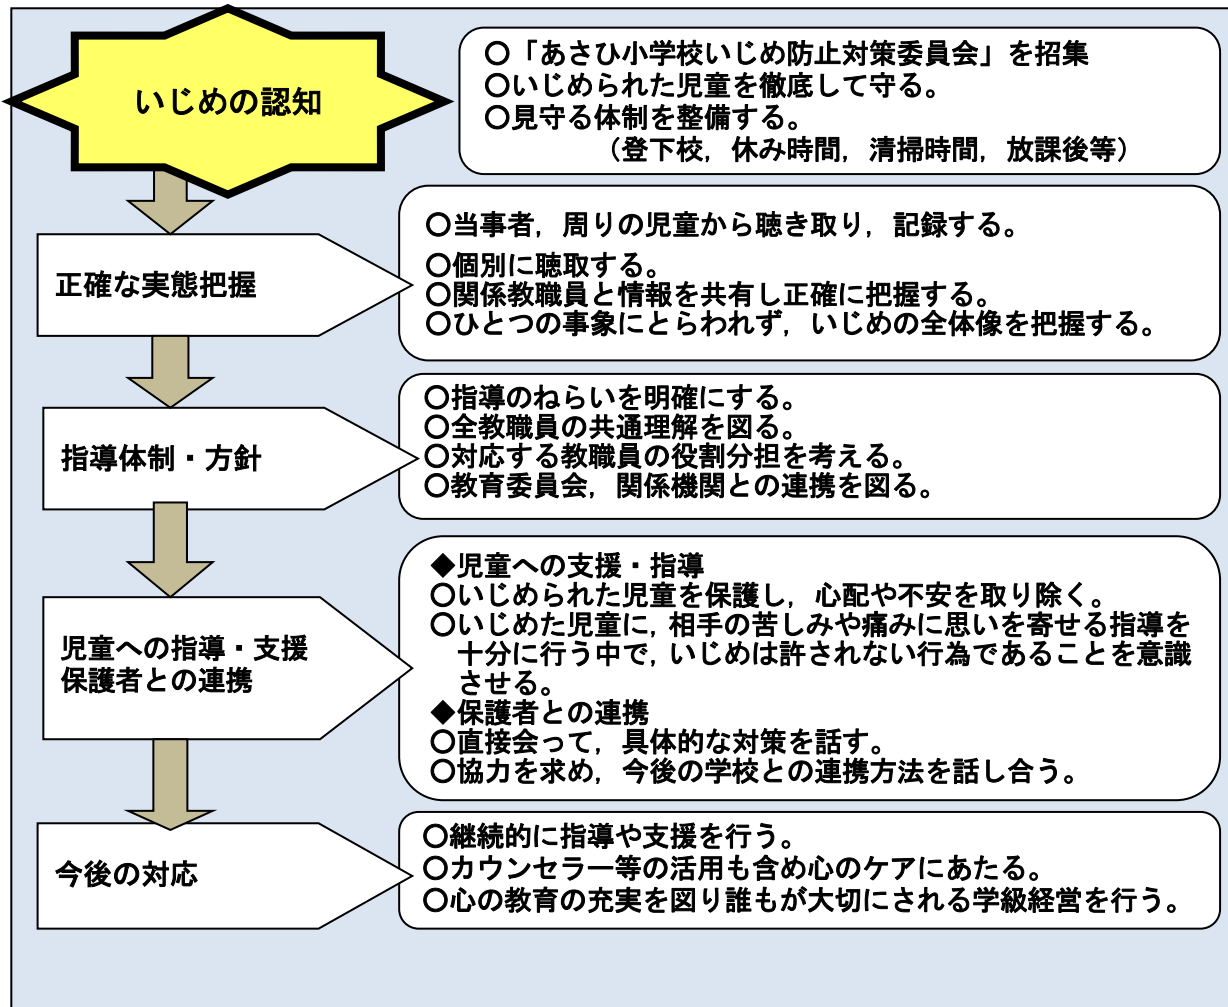 いじめの認知
〇「あさひ小学校いじめ防止対策委員会」を招集
〇いじめられた児童を徹底して守る。
〇見守る体制を整備する。
（登下校，休み時間，清掃時間，放課後等）
正確な実態把握
〇当事者，周りの児童から聴き取り，記録する。
〇個別に聴取する。
〇関係教職員と情報を共有し正確に把握する。
〇ひとつの事象にとらわれず，いじめの全体像を把握する。
指導体制・方針
〇指導のねらいを明確にする。
〇全教職員の共通理解を図る。
〇対応する教職員の役割分担を考える。
〇教育委員会，関係機関との連携を図る。
児童への指導・支援
保護者との連携
◆児童への支援・指導
〇いじめられた児童を保護し，心配や不安を取り除く。
〇いじめた児童に，相手の苦しみや痛みに思いを寄せる指導を
十分に行う中で，いじめは許されない行為であることを意識
させる。
◆保護者との連携
〇直接会って，具体的な対策を話す。
〇協力を求め，今後の学校との連携方法を話し合う。
今後の対応
〇継続的に指導や支援を行う。
〇カウンセラー等の活用も含め心のケアにあたる。
〇心の教育の充実を図り誰もが大切にされる学級経営を行う。